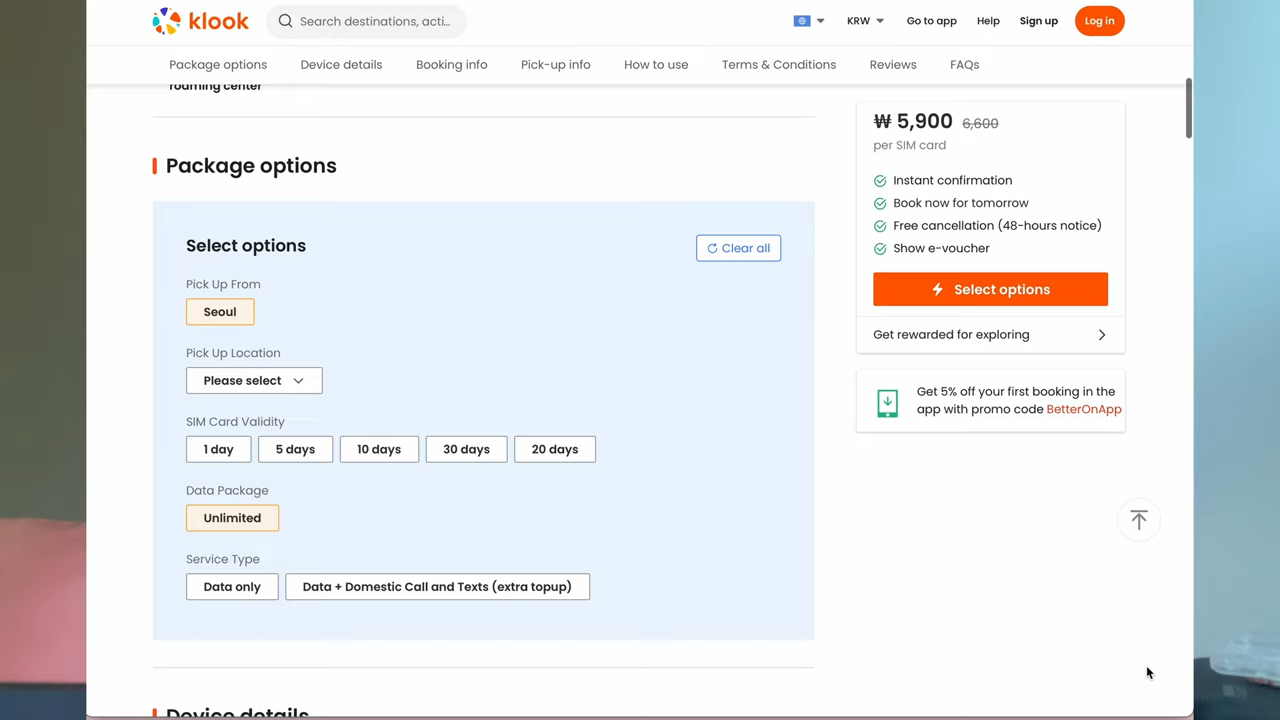 klook
Search destinations, acti...
KRW
Go to app
Help
Sign up
Log in
Package options
Device details
Booking info
Pick-up info
How to use
Terms & Conditions
Reviews
FAQs
roaming center
Package options
Select options
Clear all
Pick Up From
Seoul
Pick Up Location
Please select
SIM Card Validity
1 day
5 days
10 days
30 days
20 days
Data Package
Unlimited
Service Type
Data only
Data + Domestic Call and Texts (extra topup)
Device details
₩ 5,900 6,600
per SIM card
Instant confirmation
Book now for tomorrow
Free cancellation (48-hours notice)
Show e-voucher
Select options
Get rewarded for exploring
Get 5% off your first booking in the
app with promo code BetterOnApp